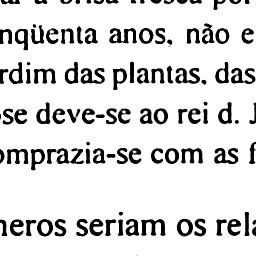 ar a brisa fresca por
nqüenta anos, não e
rdim das plantas, das
se deve-se ao rei d. J
omprazia-se com as f
neros seriam os rela